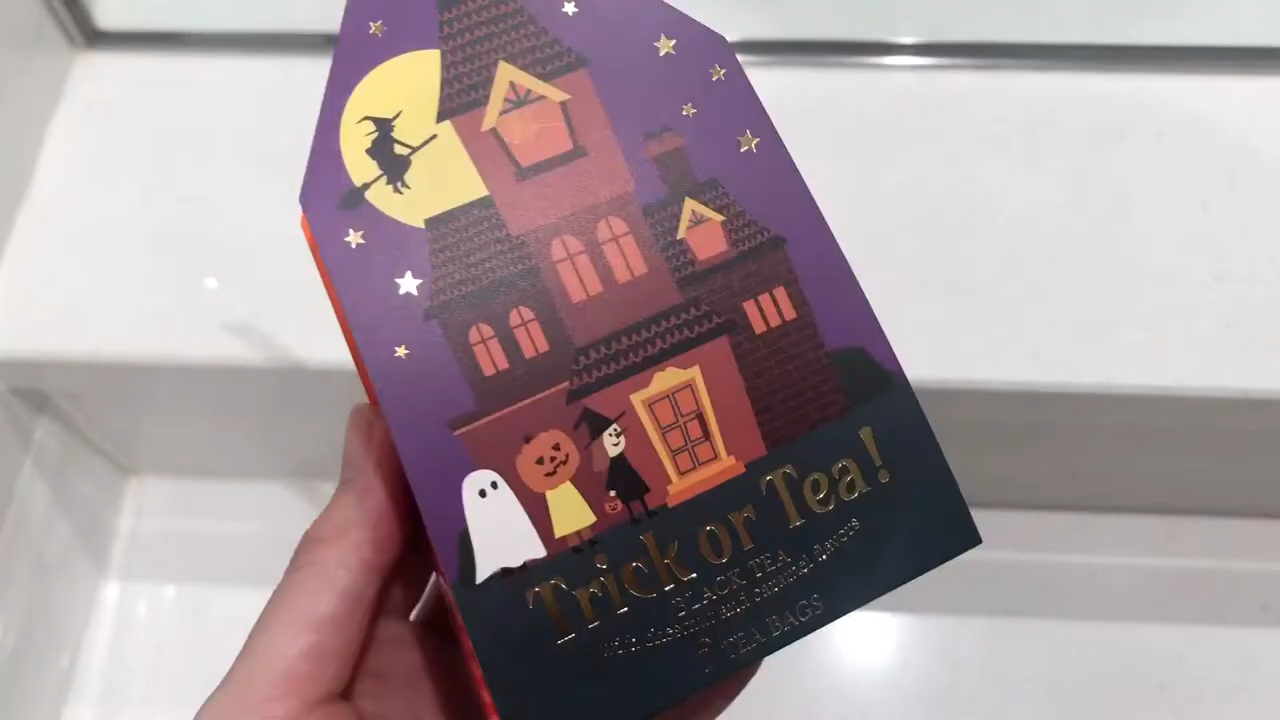 Trick or Tea!
BLACK TEA
with chestnut and caramel flavors
TEA BAGS